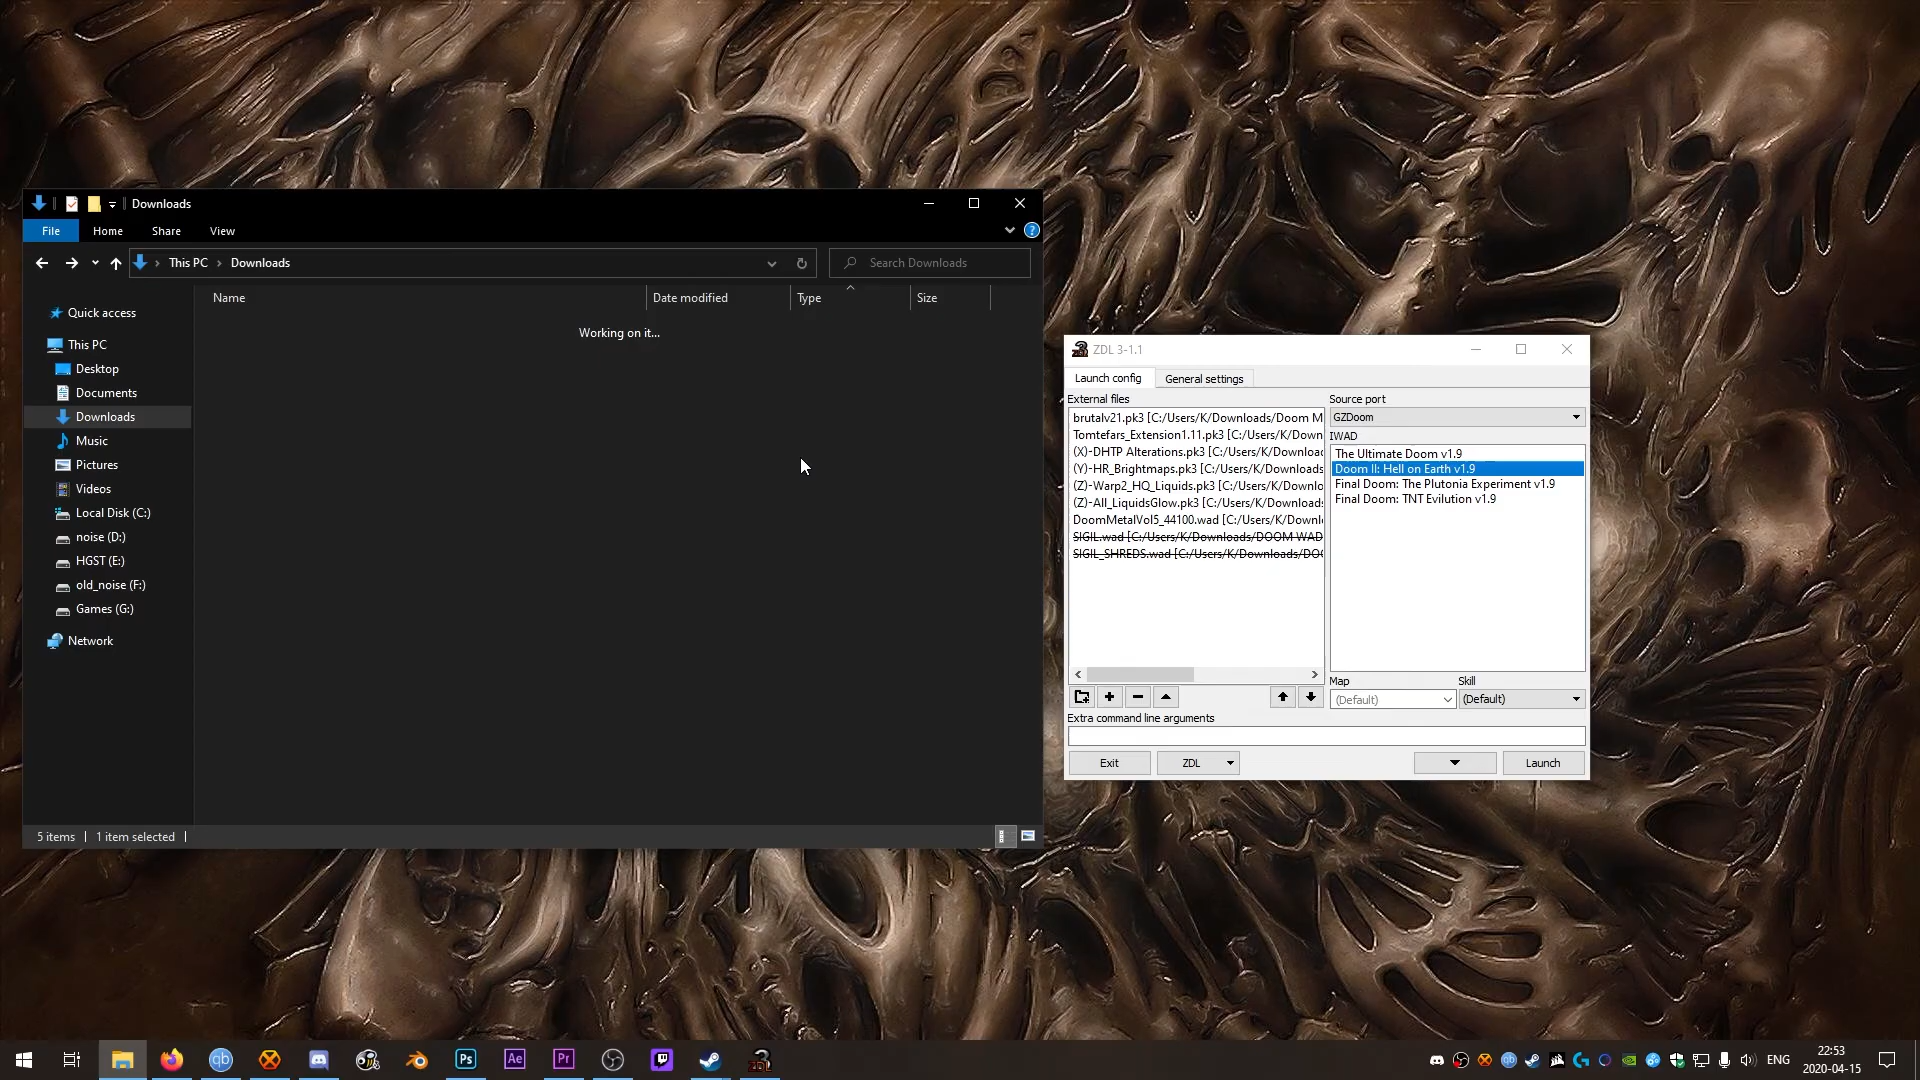 Downloads
File
Home
Share
View
This PC
Downloads
Search Downloads
Name
Date modified
Type
Size
Working on it...
Quick access
This PC
Desktop
Documents
Downloads
Music
Pictures
Videos
Local Disk (C:)
noise (D:)
HGST (E:)
old_noise (F:)
Games (G:)
Network
5 items
1 item selected
ZDL 3-1.1
Launch config
General settings
External files
brutalv21.pk3 [C:/Users/K/Downloads/Doom M
Tomtefars_Extension1.11.pk3 [C:/Users/K/Down
(X)-DHTP Alterations.pk3 [C:/Users/K/Downloac
(Y)-HR_Brightmaps.pk3 [C:/Users/K/Downloads
(Z)-Warp2_HQ_Liquids.pk3 [C:/Users/K/Downlo
(Z)-All_LiquidsGlow.pk3 [C:/Users/K/Download
DoomMetalVol5_44100.wad [C:/Users/K/Downl
SIGIL.wad [C:/Users/K/Downloads/DOOM WAD
SIGIL_SHREDS.wad [C:/Users/K/Downloads/DO
Source port
GZDoom
IWAD
The Ultimate Doom v1.9
Doom II: Hell on Earth v1.9
Final Doom: The Plutonia Experiment v1.9
Final Doom: TNT Evilution v1.9
Map
Skill
(Default)
(Default)
Extra command line arguments
Exit
ZDL
Launch
qb
Ps
Ae
Pr
ENG
22:53
2020-04-15